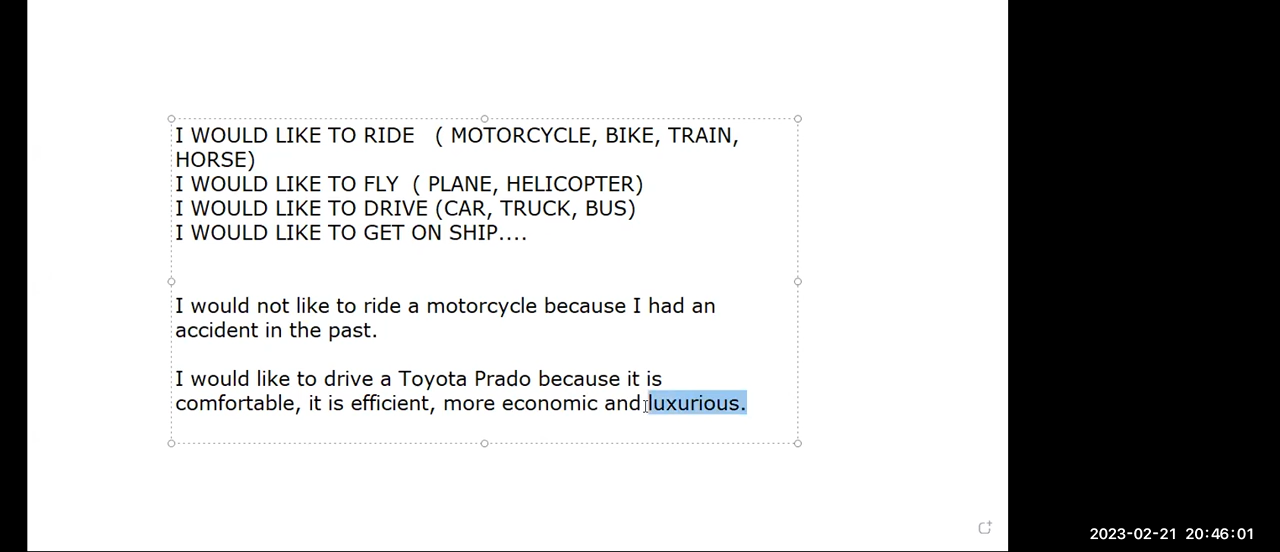 I WOULD LIKE TO RIDE ( MOTORCYCLE, BIKE, TRAIN,
HORSE)
I WOULD LIKE TO FLY ( PLANE, HELICOPTER)
I WOULD LIKE TO DRIVE (CAR, TRUCK, BUS)
I WOULD LIKE TO GET ON SHIP....
I would not like to ride a motorcycle because I had an
accident in the past.
I would like to drive a Toyota Prado because it is
comfortable, it is efficient, more economic and luxurious.
2023-02-21 20:46:01